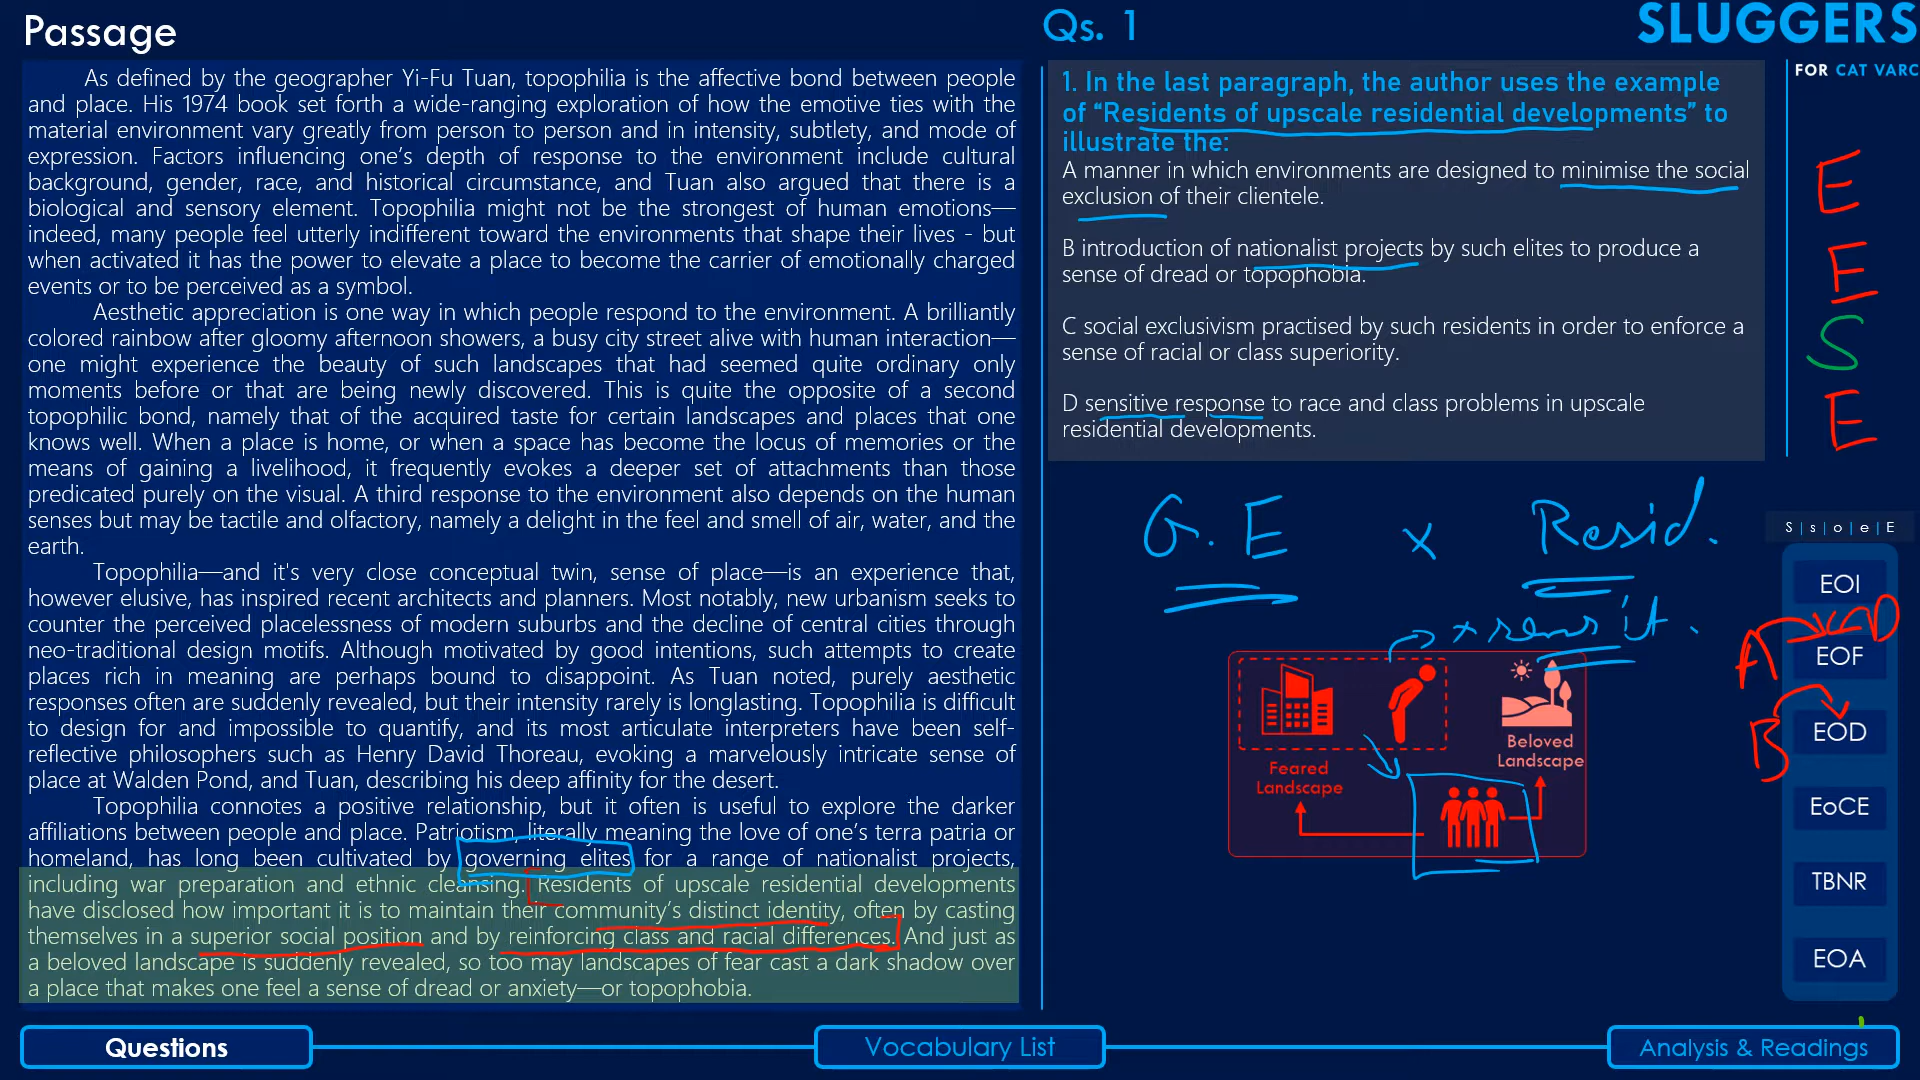 Passage
Qs. 1
SLUGGERS
FOR CAT VARC
As defined by the geographer Yi-Fu Tuan, topophilia is the affective bond between people
and place. His 1974 book set forth a wide-ranging exploration of how the emotive ties with the
material environment vary greatly from person to person and in intensity, subtlety, and mode of
expression. Factors influencing one's depth of response to the environment include cultural
background, gender, race, and historical circumstance, and Tuan also argued that there is a
biological and sensory element. Topophilia might not be the strongest of human emotions—
indeed, many people feel utterly indifferent toward the environments that shape their lives - but
when activated it has the power to elevate a place to become the carrier of emotionally charged
events or to be perceived as a symbol.
Aesthetic appreciation is one way in which people respond to the environment. A brilliantly
colored rainbow after gloomy afternoon showers, a busy city street alive with human interaction—
one might experience the beauty of such landscapes that had seemed quite ordinary only
moments before or that are being newly discovered. This is quite the opposite of a second
topophilic bond, namely that of the acquired taste for certain landscapes and places that one
knows well. When a place is home, or when a space has become the locus of memories or the
means of gaining a livelihood, it frequently evokes a deeper set of attachments than those
predicated purely on the visual. A third response to the environment also depends on the human
senses but may be tactile and olfactory, namely a delight in the feel and smell of air, water, and the
earth.
Topophilia—and it's very close conceptual twin, sense of place—is an experience that,
however elusive, has inspired recent architects and planners. Most notably, new urbanism seeks to
counter the perceived placelessness of modern suburbs and the decline of central cities through
neo-traditional design motifs. Although motivated by good intentions, such attempts to create
places rich in meaning are perhaps bound to disappoint. As Tuan noted, purely aesthetic
responses often are suddenly revealed, but their intensity rarely is longlasting. Topophilia is difficult
to design for and impossible to quantify, and its most articulate interpreters have been self-
reflective philosophers such as Henry David Thoreau, evoking a marvelously intricate sense of
place at Walden Pond, and Tuan, describing his deep affinity for the desert.
Topophilia connotes a positive relationship, but it often is useful to explore the darker
affiliations between people and place. Patriotism, literally meaning the love of one's terra patria or
homeland, has long been cultivated by governing elites for a range of nationalist projects,
including war preparation and ethnic cleansing. Residents of upscale residential developments
have disclosed how important it is to maintain their community's distinct identity, often by casting
themselves in a superior social position and by reinforcing class and racial differences. And just as
a beloved landscape is suddenly revealed, so too may landscapes of fear cast a dark shadow over
a place that makes one feel a sense of dread or anxiety—or topophobia.
1. In the last paragraph, the author uses the example
of “Residents of upscale residential developments” to
illustrate the:
A manner in which environments are designed to minimise the social
exclusion of their clientele.
B introduction of nationalist projects by such elites to produce a
sense of dread or topophobia.
C social exclusivism practised by such residents in order to enforce a
sense of racial or class superiority.
D sensitive response to race and class problems in upscale
residential developments.
E
E
S
E
G. E x Resid.
x sensit.
Feared
Landscape
Beloved
Landscape
S | s | o | e | E
EOI
A D
EOF
B
EOD
EoCE
TBNR
EOA
Questions
Vocabulary List
Analysis & Readings